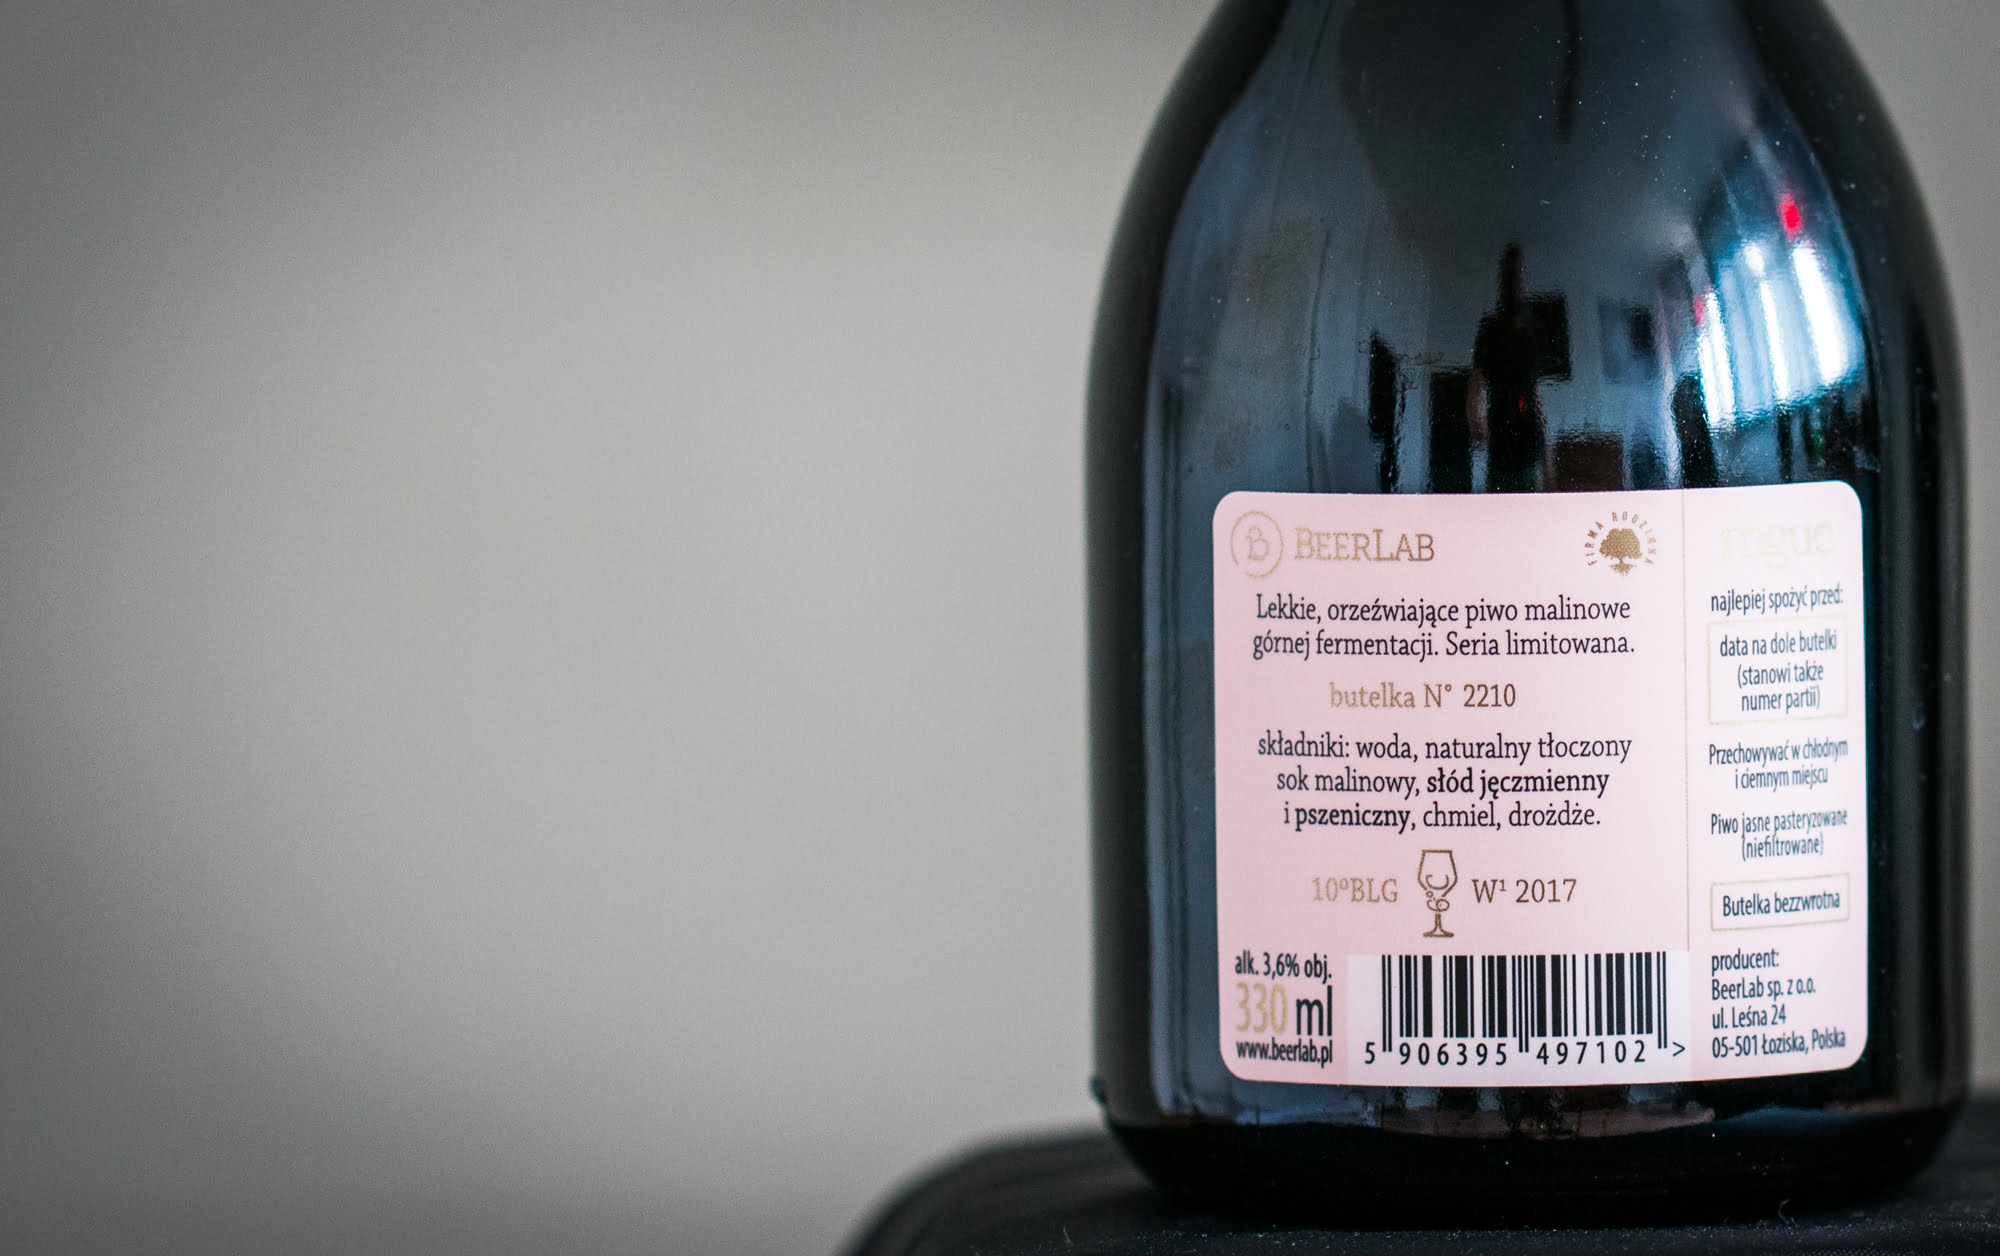 B BEERLAB
FIRMA RODZINNA
Lekkie, orzeźwiające piwo malinowe
górnej fermentacji. Seria limitowana.
butelka N° 2210
składniki: woda, naturalny tłoczony
sok malinowy, słód jęczmienny
i pszeniczny, chmiel, drożdże.
10°BLG W¹ 2017
alk. 3,6% obj.
330 ml
www.beerlab.pl
5 906395 497102 >
rogue
najlepiej spożyć przed:
data na dole butelki
(stanowi także
numer partii)
Przechowywać w chłodnym
i ciemnym miejscu
Piwo jasne pasteryzowane
(niefiltrowane)
Butelka bezzwrotna
producent:
BeerLab sp. z o.o.
ul. Leśna 24
05-501 Łoziska, Polska